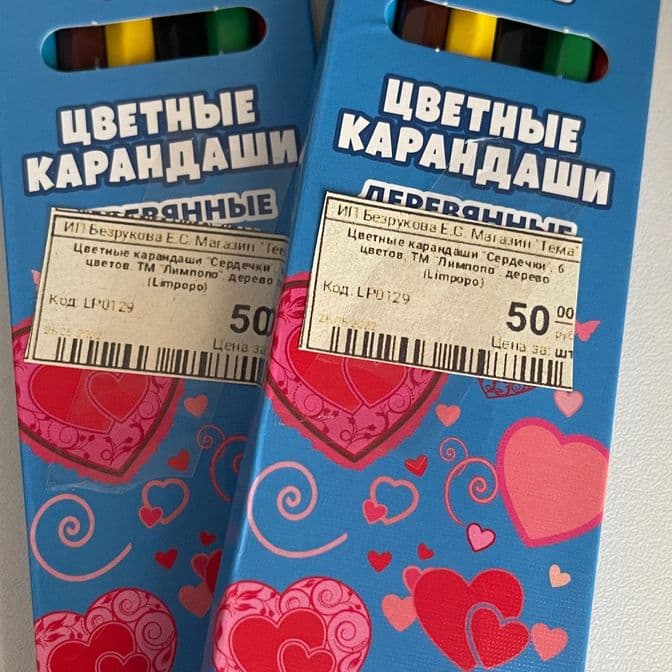 ЦВЕТНЫЕ
КАРАНДАШИ
ДЕРЕВЯННЫЕ
ИП Безрукова Е.С. Магазин "Тема
Цветные карандаши "Сердечки"
цветов, ТМ "Лимпопо", дерево
(Limpopo)
Код: LP0129
50
Цена за:
ЦВЕТНЫЕ
КАРАНДАШИ
ДЕРЕВЯННЫЕ
ИП Безрукова Е.С. Магазин "Тема"
Цветные карандаши "Сердечки", 6
цветов, ТМ "Лимпопо", дерево
(Limpopo)
Код: LP0129
50 00
руб
Цена за: шт